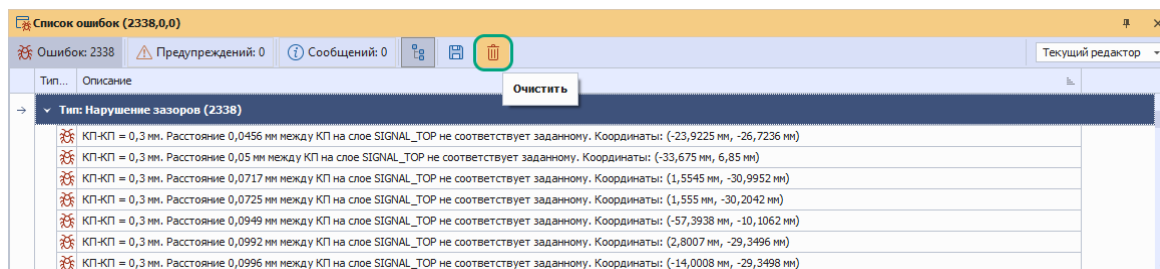 Список ошибок (2338,0,0)
Ошибок: 2338 Предупреждений: 0 Сообщений: 0 Текущий редактор
Очистить
Тип... Описание
Тип: Нарушение зазоров (2338)
КП-КП = 0,3 мм. Расстояние 0,0456 мм между КП на слое SIGNAL_TOP не соответствует заданному. Координаты: (-23,9225 мм, -26,7236 мм)
КП-КП = 0,3 мм. Расстояние 0,05 мм между КП на слое SIGNAL_TOP не соответствует заданному. Координаты: (-33,675 мм, 6,85 мм)
КП-КП = 0,3 мм. Расстояние 0,0717 мм между КП на слое SIGNAL_TOP не соответствует заданному. Координаты: (1,5545 мм, -30,9952 мм)
КП-КП = 0,3 мм. Расстояние 0,0725 мм между КП на слое SIGNAL_TOP не соответствует заданному. Координаты: (1,555 мм, -30,2042 мм)
КП-КП = 0,3 мм. Расстояние 0,0949 мм между КП на слое SIGNAL_TOP не соответствует заданному. Координаты: (-57,3938 мм, -10,1062 мм)
КП-КП = 0,3 мм. Расстояние 0,0992 мм между КП на слое SIGNAL_TOP не соответствует заданному. Координаты: (2,8007 мм, -29,3496 мм)
КП-КП = 0,3 мм. Расстояние 0,0996 мм между КП на слое SIGNAL_TOP не соответствует заданному. Координаты: (-14,0008 мм, -29,3498 мм)